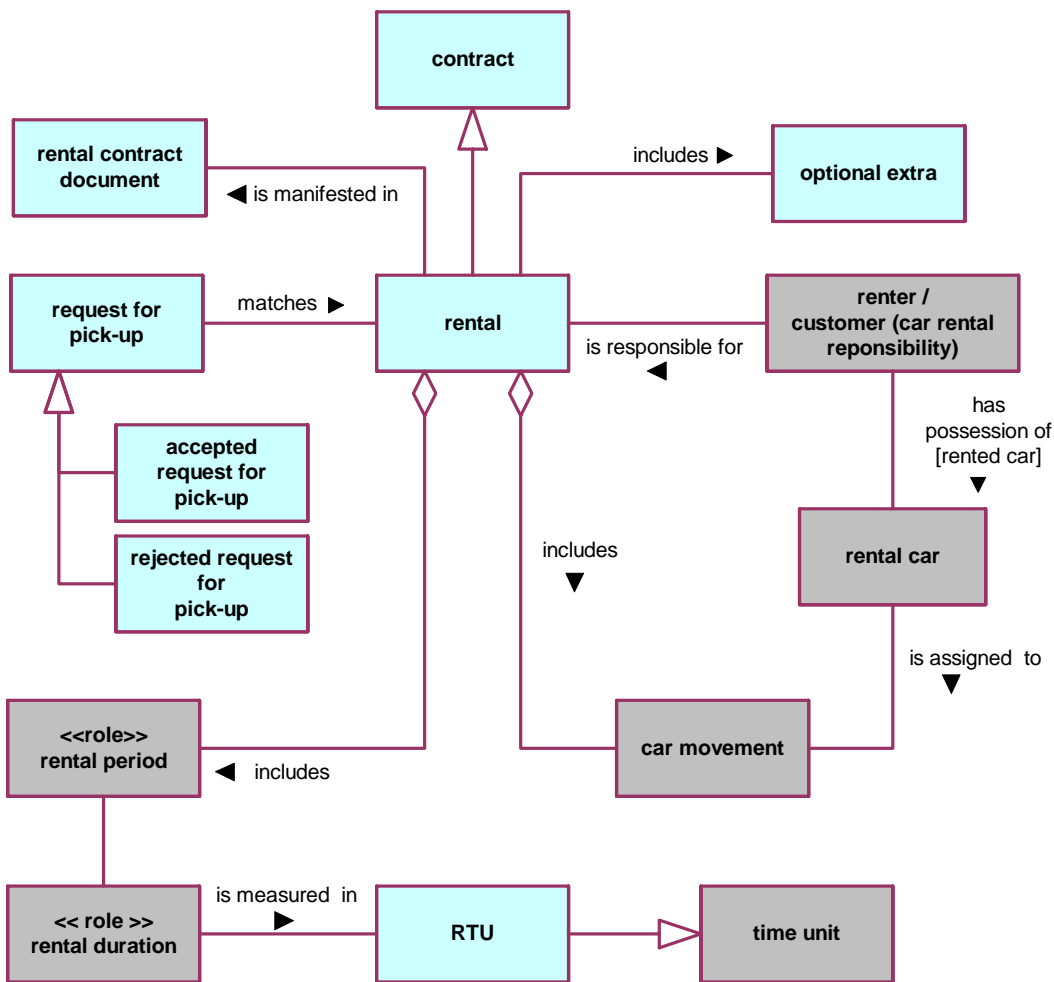 contract
rental contract
document
includes
optional extra
is manifested in
request for
pick-up
matches
rental
renter /
customer (car rental
reponsibility)
is responsible for
has
possession of
[rented car]
accepted
request for
pick-up
rejected request
for
pick-up
includes
rental car
is assigned to
<<role>>
rental period
includes
car movement
<< role >>
rental duration
is measured in
RTU
time unit